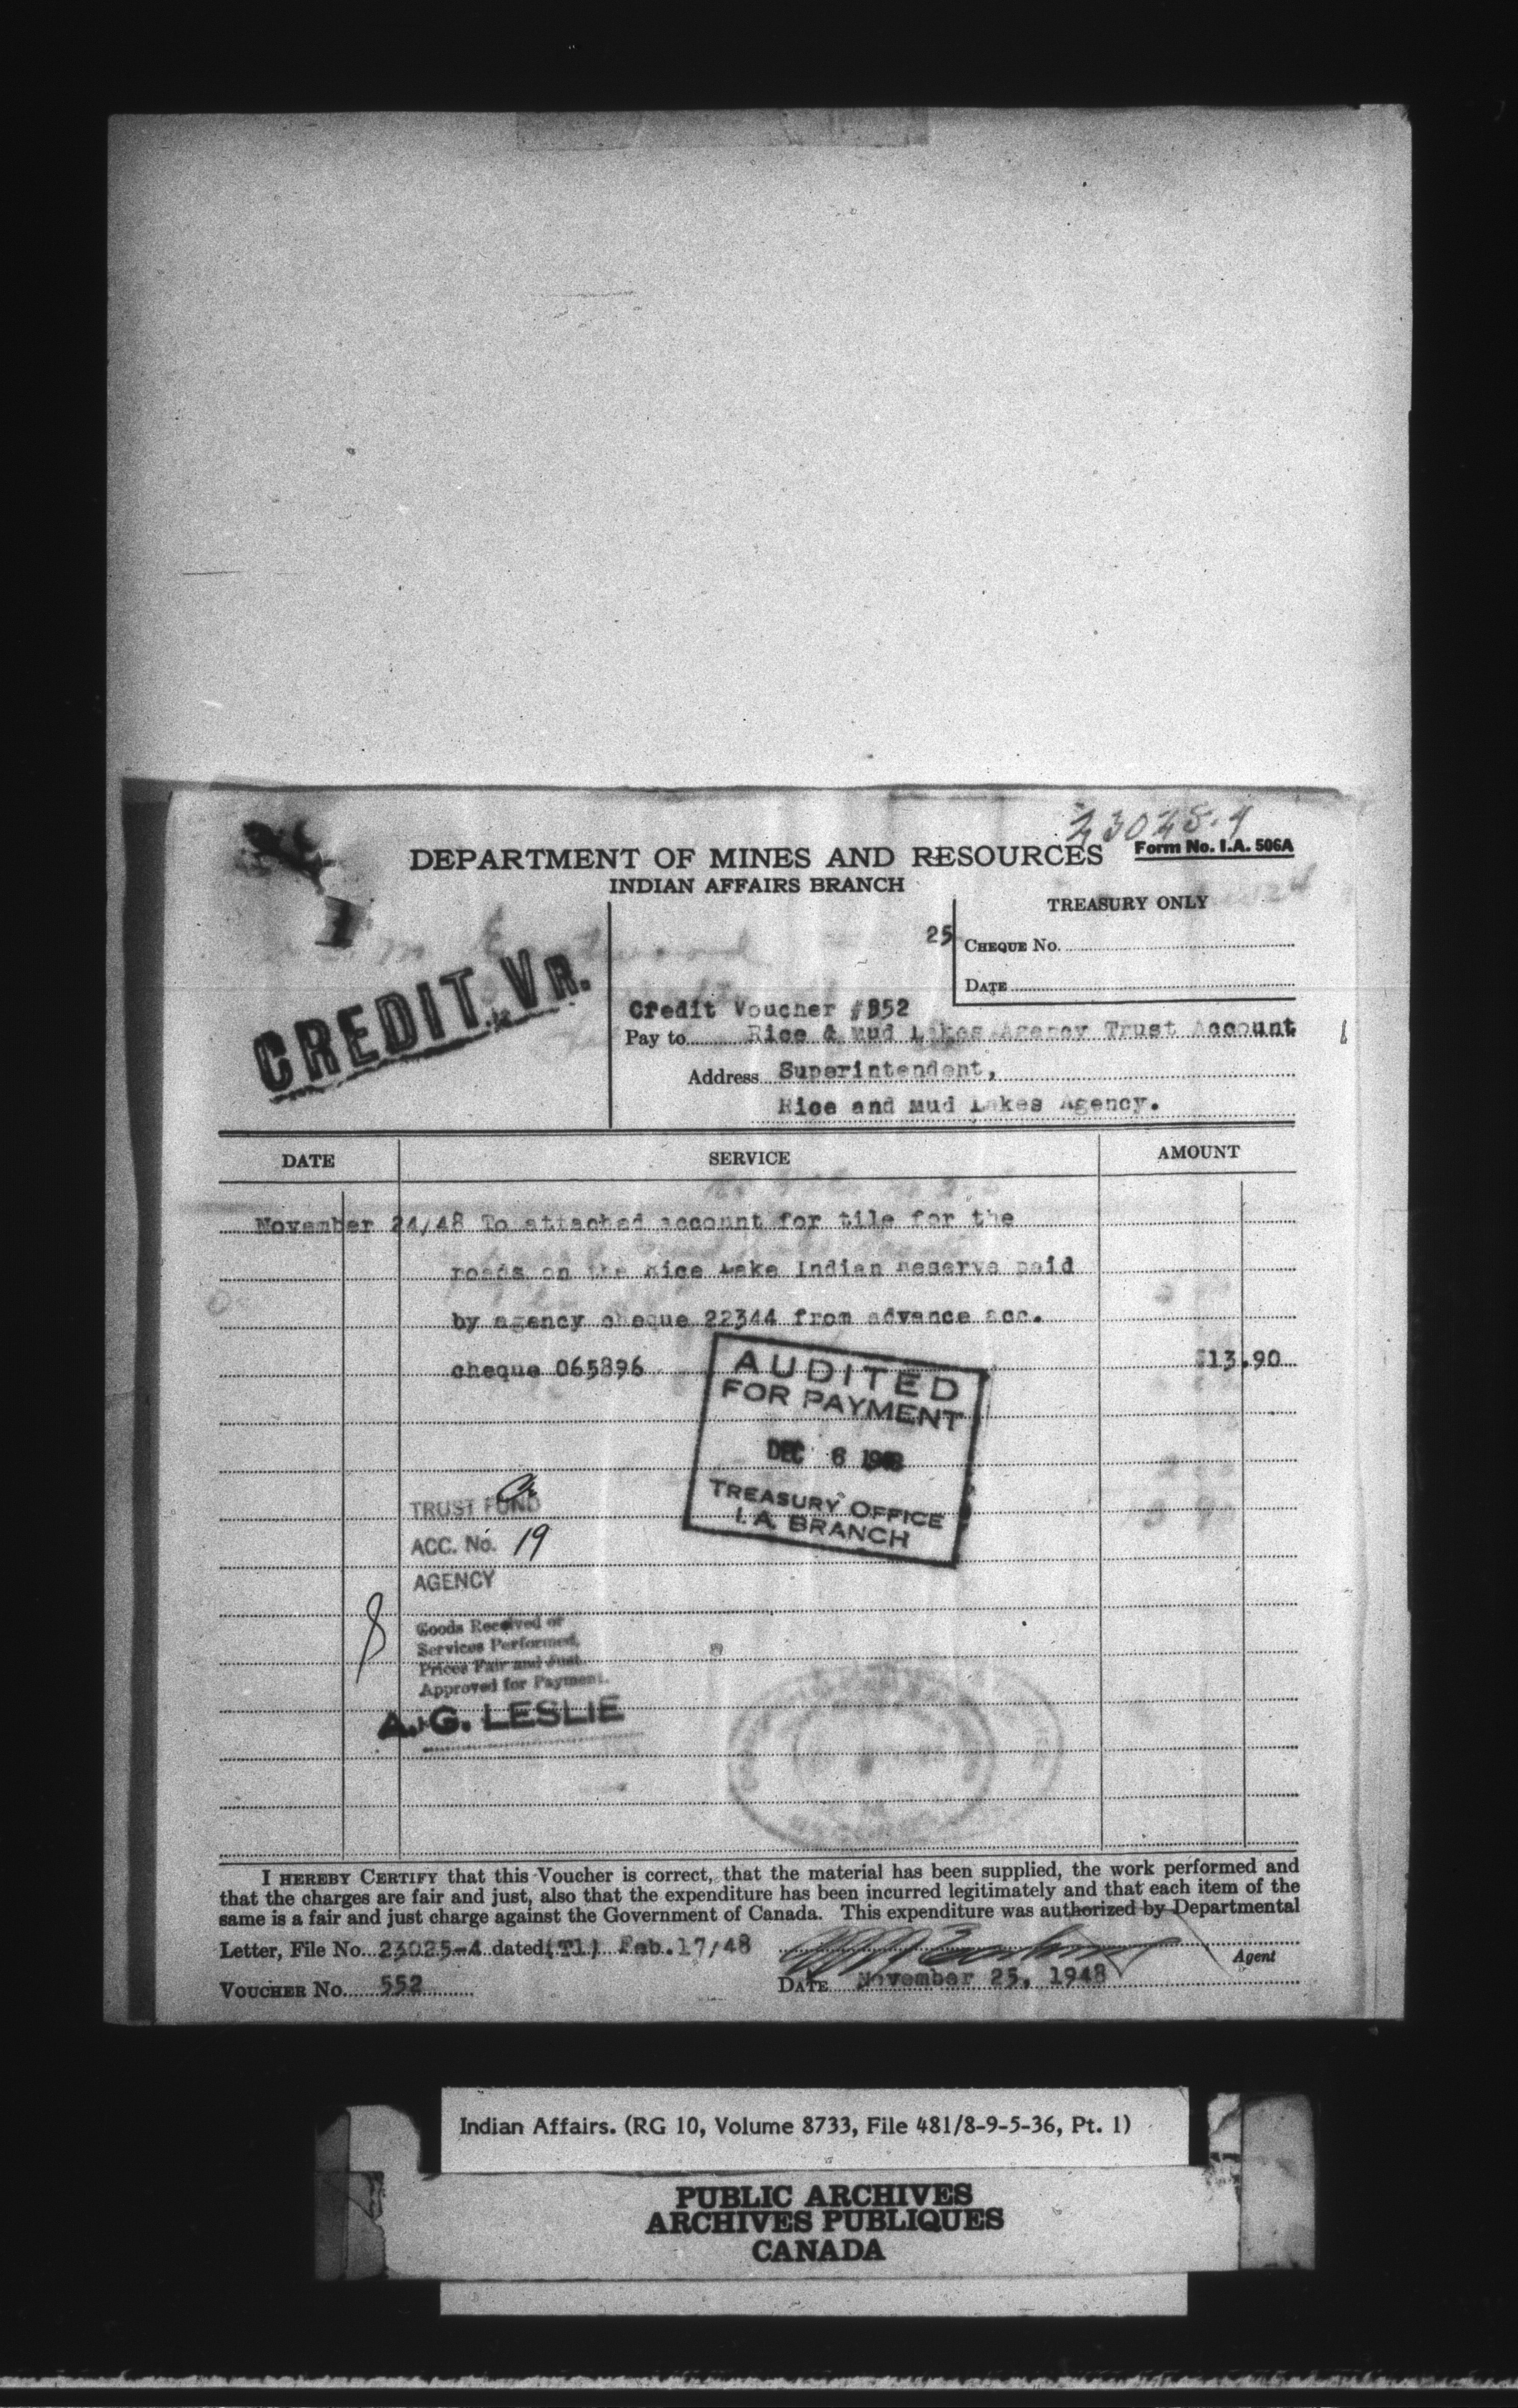 23025-4
DEPARTMENT OF MINES AND RESOURCES
Form No. I.A. 506A
INDIAN AFFAIRS BRANCH
TREASURY ONLY
25
CHEQUE No.
DATE
CREDIT VR.
Credit Voucher #552
Pay to Rice & Mud Lakes Agency Trust Account
Address Superintendent,
Rice and Mud Lakes Agency.
DATE SERVICE AMOUNT
November 24/48 To attached account for tile for the
roads on the Rice Lake Indian Reserve paid
by agency cheque 22344 from advance acc.
cheque 065896 $13.90
AUDITED
FOR PAYMENT
DEC 6 1948
TREASURY OFFICE
I. A. BRANCH
TRUST FUND
ACC. No. 19
AGENCY
Goods Received or
Services Performed,
Prices Fair and Just.
Approved for Payment.
A. G. LESLIE
I HEREBY CERTIFY that this Voucher is correct, that the material has been supplied, the work performed and
that the charges are fair and just, also that the expenditure has been incurred legitimately and that each item of the
same is a fair and just charge against the Government of Canada. This expenditure was authorized by Departmental
Letter, File No. 23025-4 dated (T1) Feb. 17/48
Agent
VOUCHER No. 552 DATE November 25, 1948
Indian Affairs. (RG 10, Volume 8733, File 481/8-9-5-36, Pt. 1)
PUBLIC ARCHIVES
ARCHIVES PUBLIQUES
CANADA